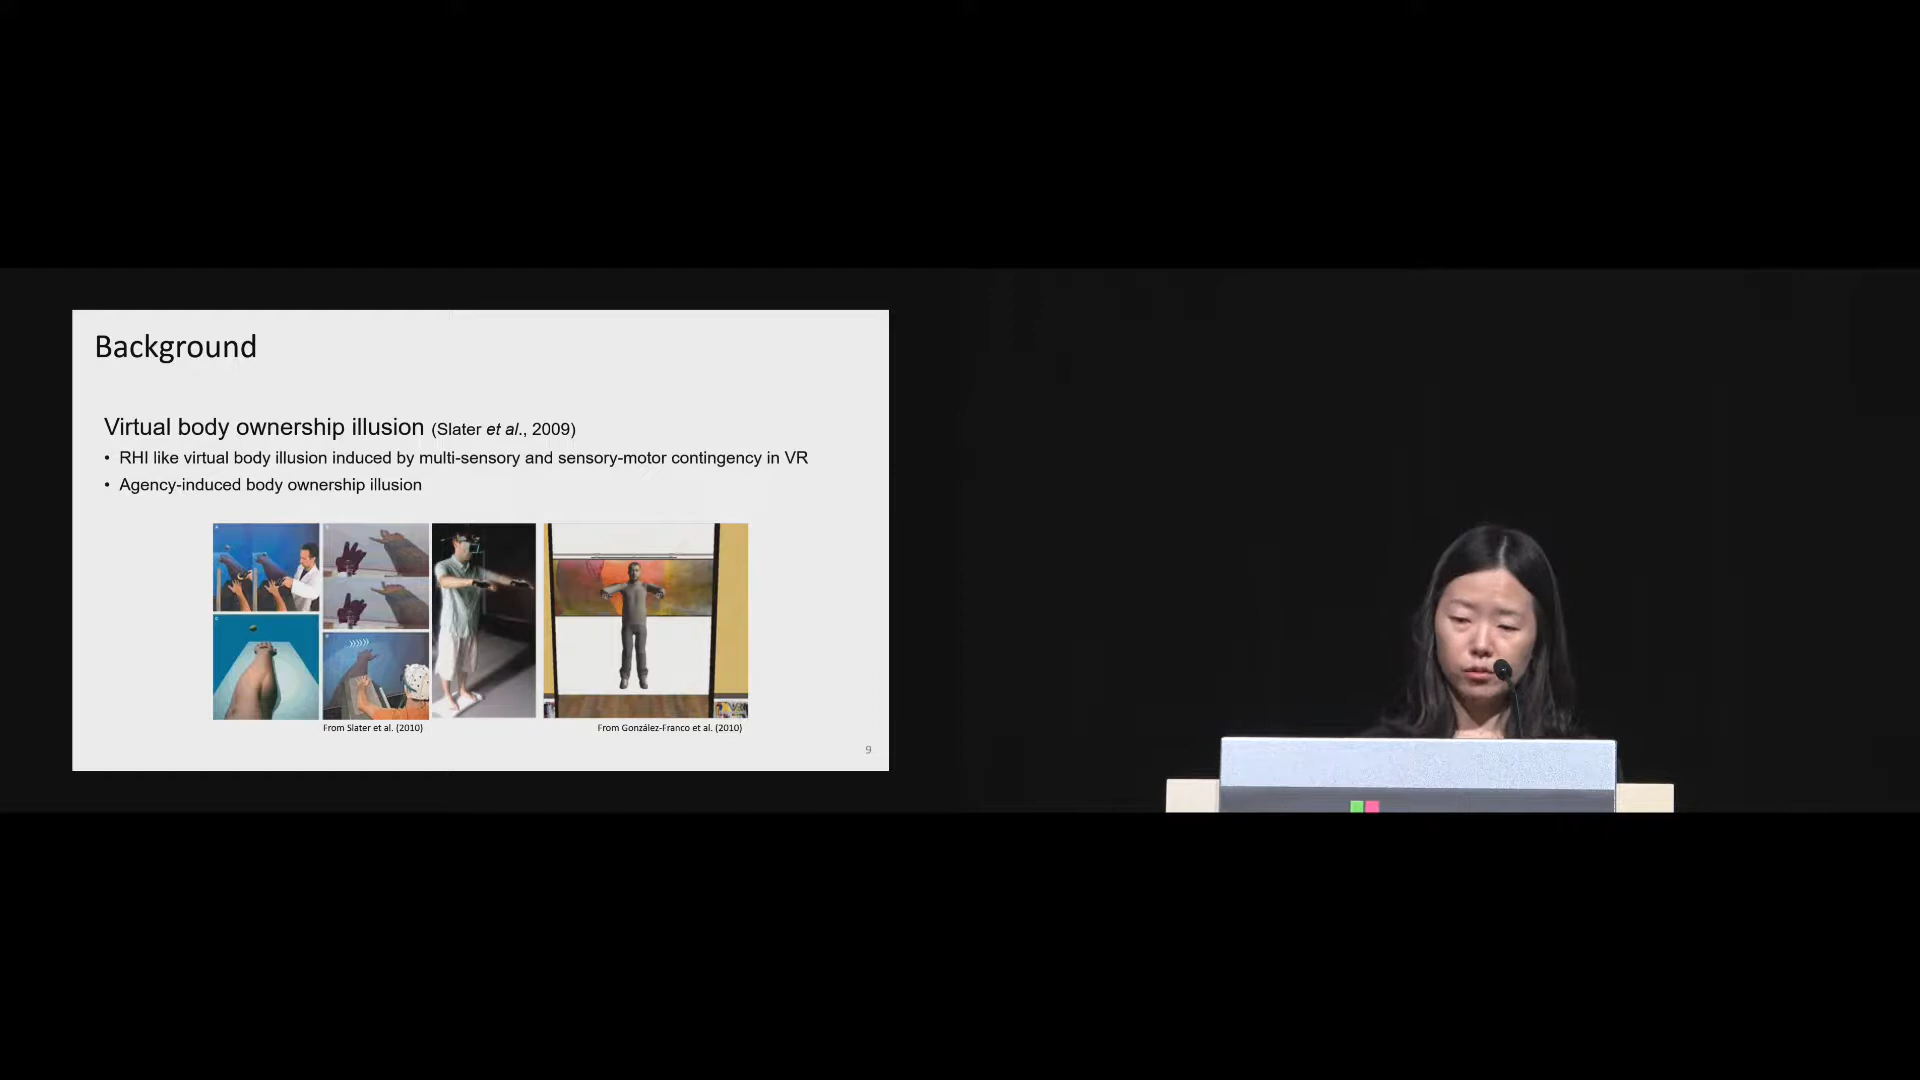 Background
Virtual body ownership illusion (Slater et al., 2009)
• RHI like virtual body illusion induced by multi-sensory and sensory-motor contingency in VR
• Agency-induced body ownership illusion
From Slater et al. (2010)
From González-Franco et al. (2010)
9